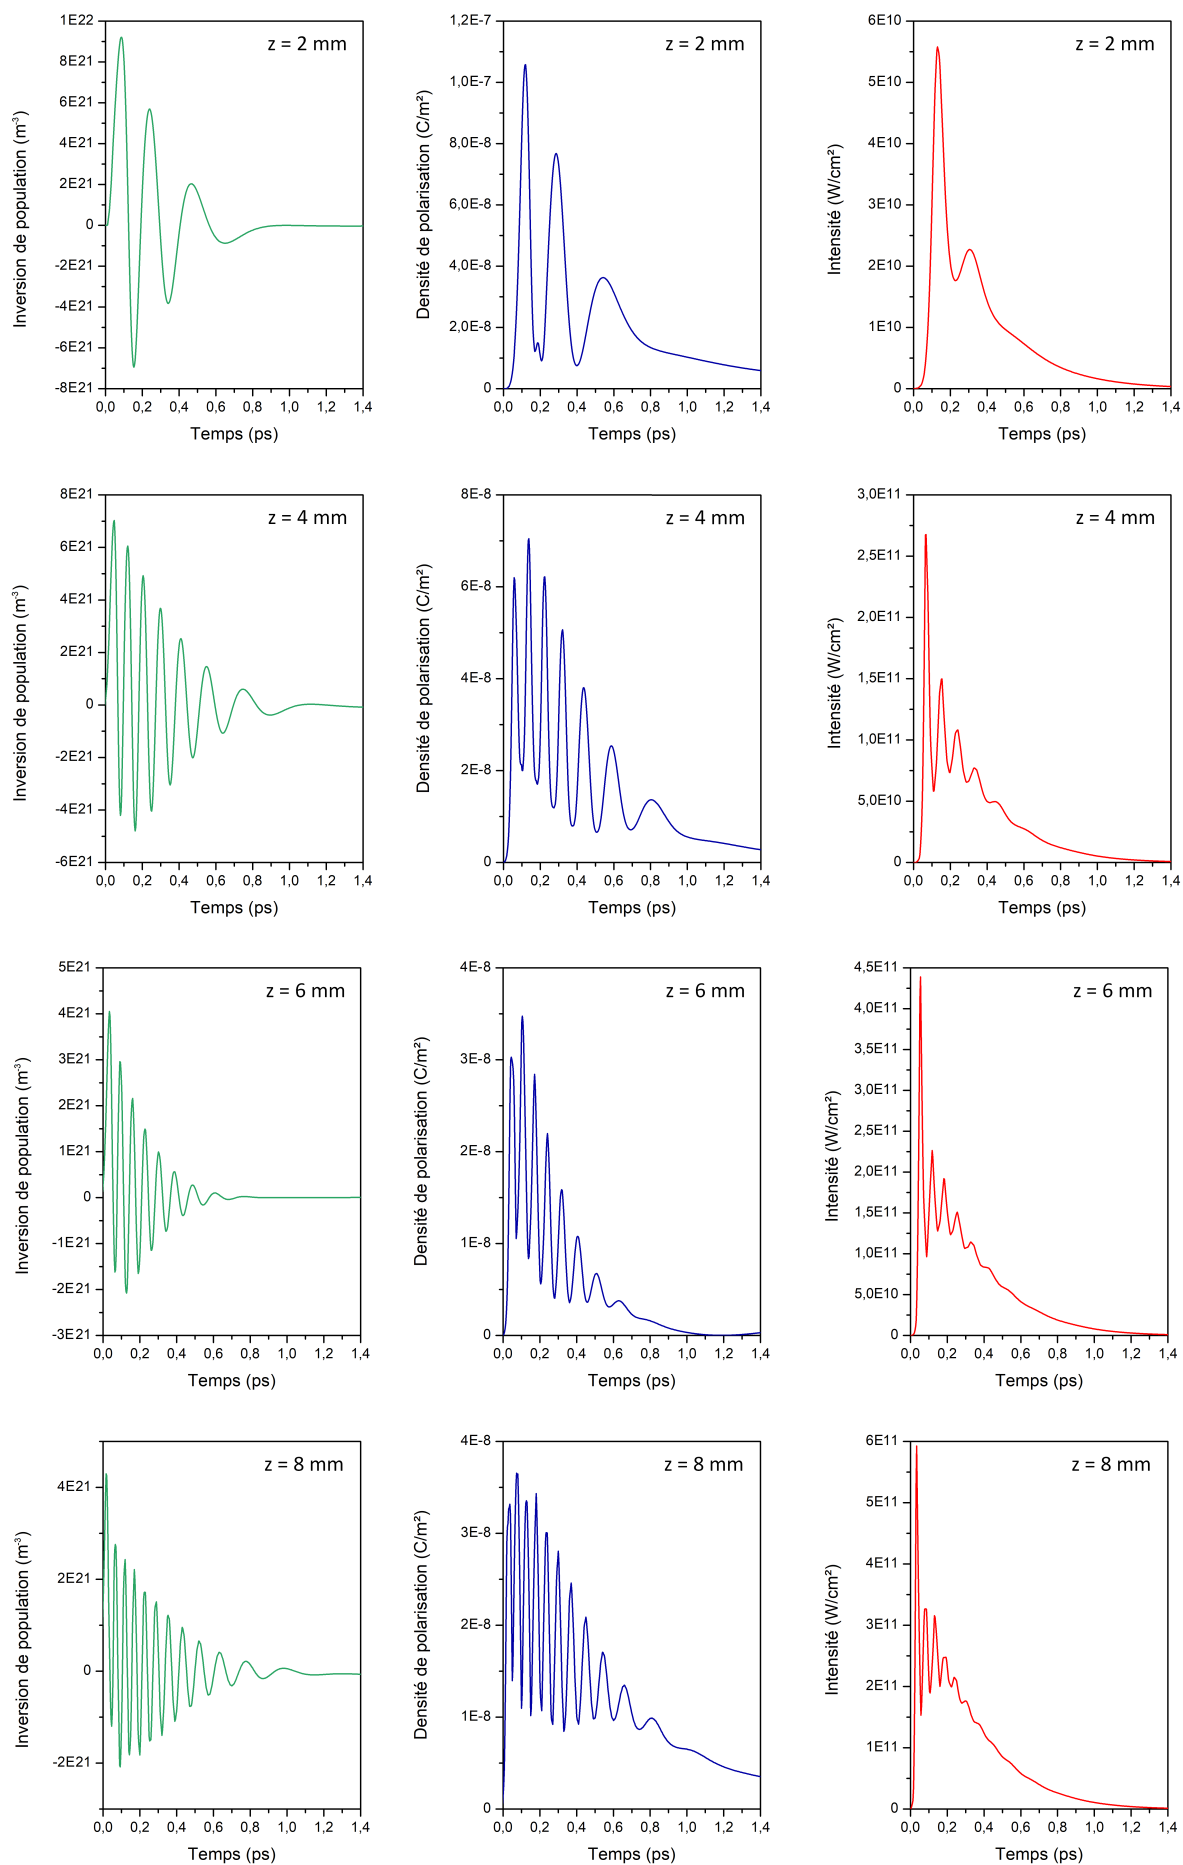 1E22
8E21
6E21
4E21
2E21
0
-2E21
-4E21
-6E21
-8E21
0,0 0,2 0,4 0,6 0,8 1,0 1,2 1,4
Inversion de population (m⁻³)
Temps (ps)
z = 2 mm
1,2E-7
1,0E-7
8,0E-8
6,0E-8
4,0E-8
2,0E-8
0
0,0 0,2 0,4 0,6 0,8 1,0 1,2 1,4
Densité de polarisation (C/m²)
Temps (ps)
z = 2 mm
6E10
5E10
4E10
3E10
2E10
1E10
0
0,0 0,2 0,4 0,6 0,8 1,0 1,2 1,4
Intensité (W/cm²)
Temps (ps)
z = 2 mm
8E21
6E21
4E21
2E21
0
-2E21
-4E21
-6E21
0,0 0,2 0,4 0,6 0,8 1,0 1,2 1,4
Inversion de population (m⁻³)
Temps (ps)
z = 4 mm
8E-8
6E-8
4E-8
2E-8
0
0,0 0,2 0,4 0,6 0,8 1,0 1,2 1,4
Densité de polarisation (C/m²)
Temps (ps)
z = 4 mm
3,0E11
2,5E11
2,0E11
1,5E11
1,0E11
5,0E10
0
0,0 0,2 0,4 0,6 0,8 1,0 1,2 1,4
Intensité (W/cm²)
Temps (ps)
z = 4 mm
5E21
4E21
3E21
2E21
1E21
0
-1E21
-2E21
-3E21
0,0 0,2 0,4 0,6 0,8 1,0 1,2 1,4
Inversion de population (m⁻³)
Temps (ps)
z = 6 mm
4E-8
3E-8
2E-8
1E-8
0
0,0 0,2 0,4 0,6 0,8 1,0 1,2 1,4
Densité de polarisation (C/m²)
Temps (ps)
z = 6 mm
4,5E11
4,0E11
4,5E11
3,0E11
2,5E11
2,0E11
1,5E11
1,0E11
5,0E10
0
0,0 0,2 0,4 0,6 0,8 1,0 1,2 1,4
Intensité (W/cm²)
Temps (ps)
z = 6 mm
4E21
2E21
0
-2E21
0,0 0,2 0,4 0,6 0,8 1,0 1,2 1,4
Inversion de population (m⁻³)
Temps (ps)
z = 8 mm
4E-8
3E-8
2E-8
1E-8
0
0,0 0,2 0,4 0,6 0,8 1,0 1,2 1,4
Densité de polarisation (C/m²)
Temps (ps)
z = 8 mm
6E11
5E11
4E11
3E11
2E11
1E11
0
0,0 0,2 0,4 0,6 0,8 1,0 1,2 1,4
Intensité (W/cm²)
Temps (ps)
z = 8 mm